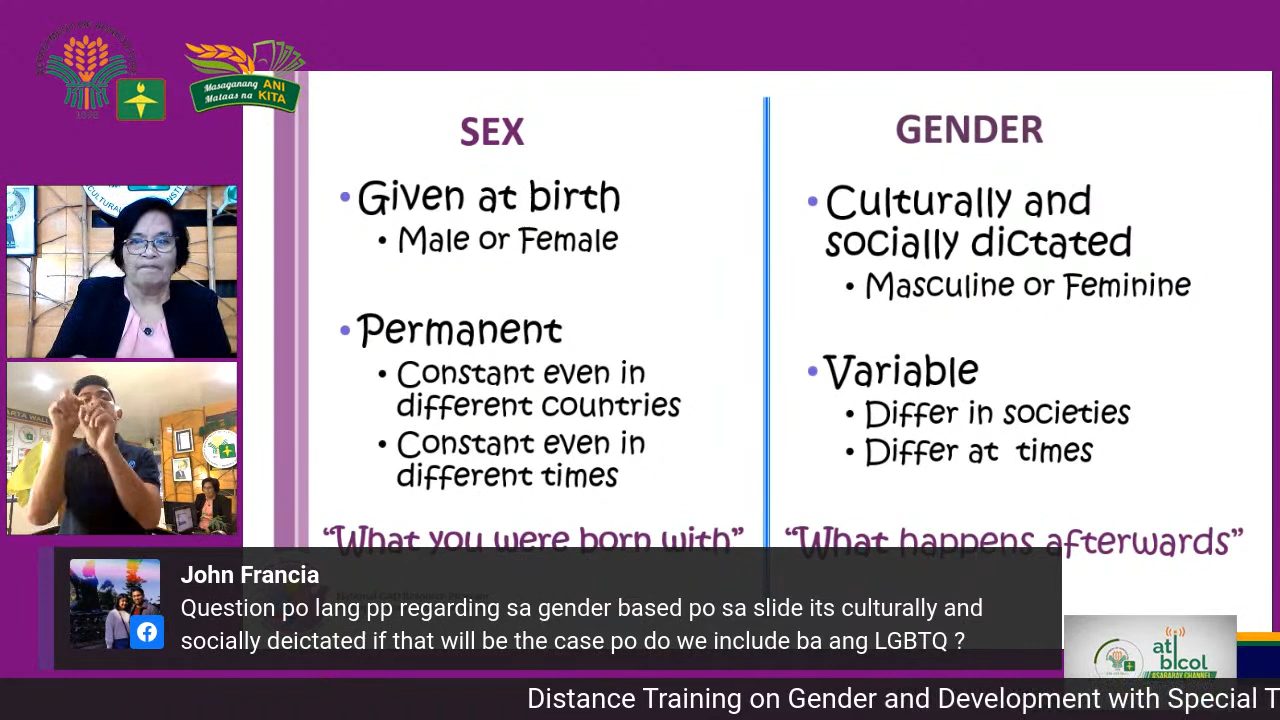 1898
Masaganang ANI
Mataas na KITA
SEX
• Given at birth
• Male or Female
• Permanent
• Constant even in
different countries
• Constant even in
different times
“What you were born with”
GENDER
• Culturally and
socially dictated
• Masculine or Feminine
• Variable
• Differ in societies
• Differ at times
“What happens afterwards”
John Francia
Question po lang pp regarding sa gender based po sa slide its culturally and
socially deictated if that will be the case po do we include ba ang LGBTQ ?
ati
bicol
Distance Training on Gender and Development with Special T